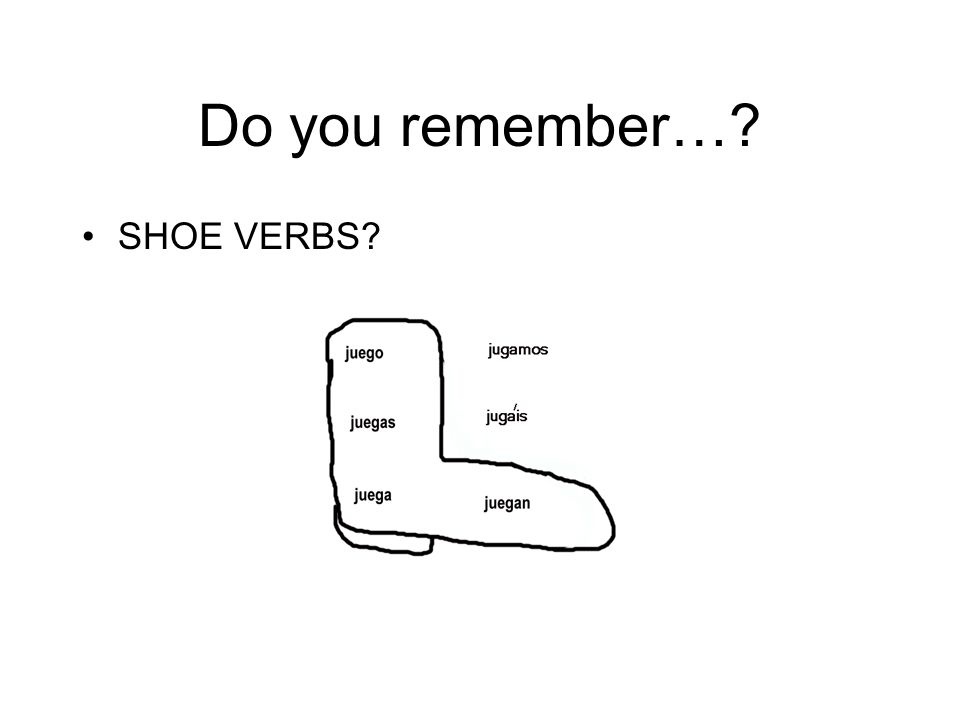 Do you remember…?
• SHOE VERBS?
juego jugamos
juegas jugáis
juega juegan